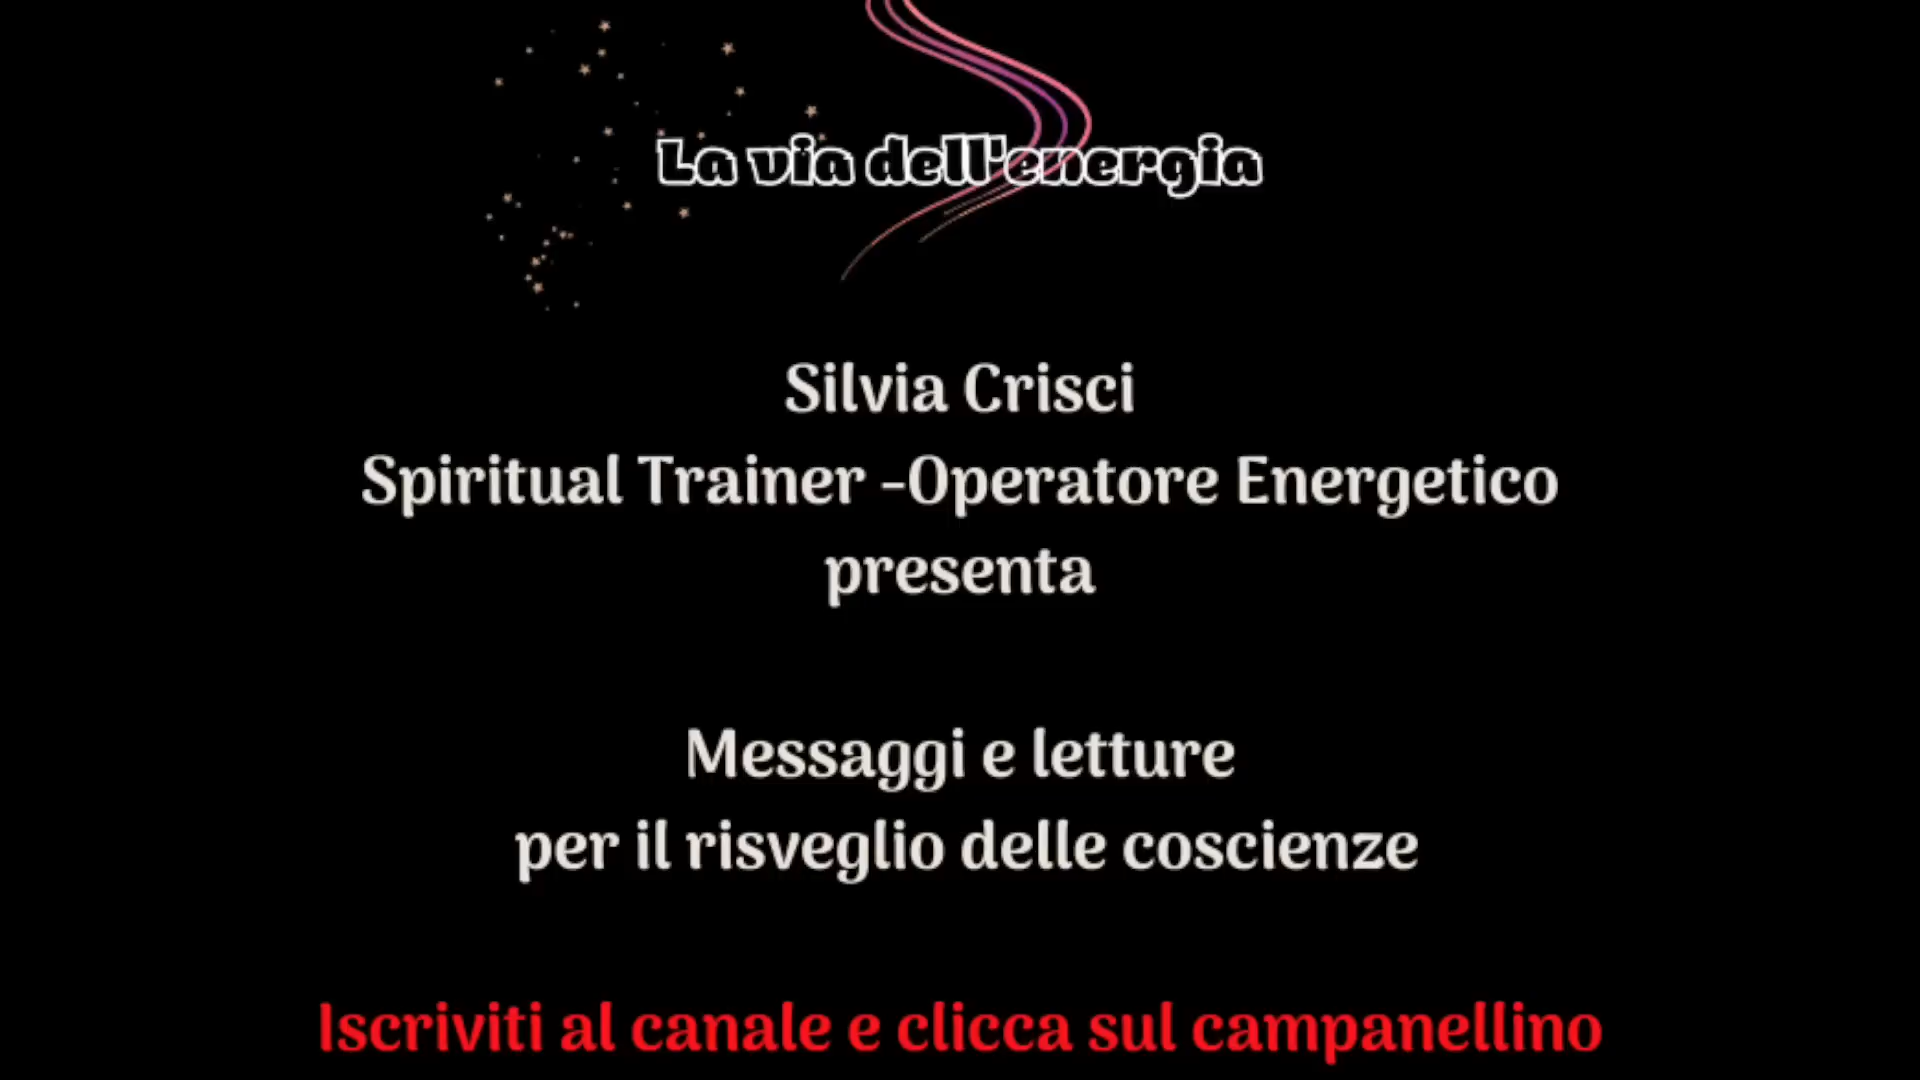 La via dell'energia
Silvia Crisci
Spiritual Trainer -Operatore Energetico
presenta
Messaggi e letture
per il risveglio delle coscienze
Iscriviti al canale e clicca sul campanellino